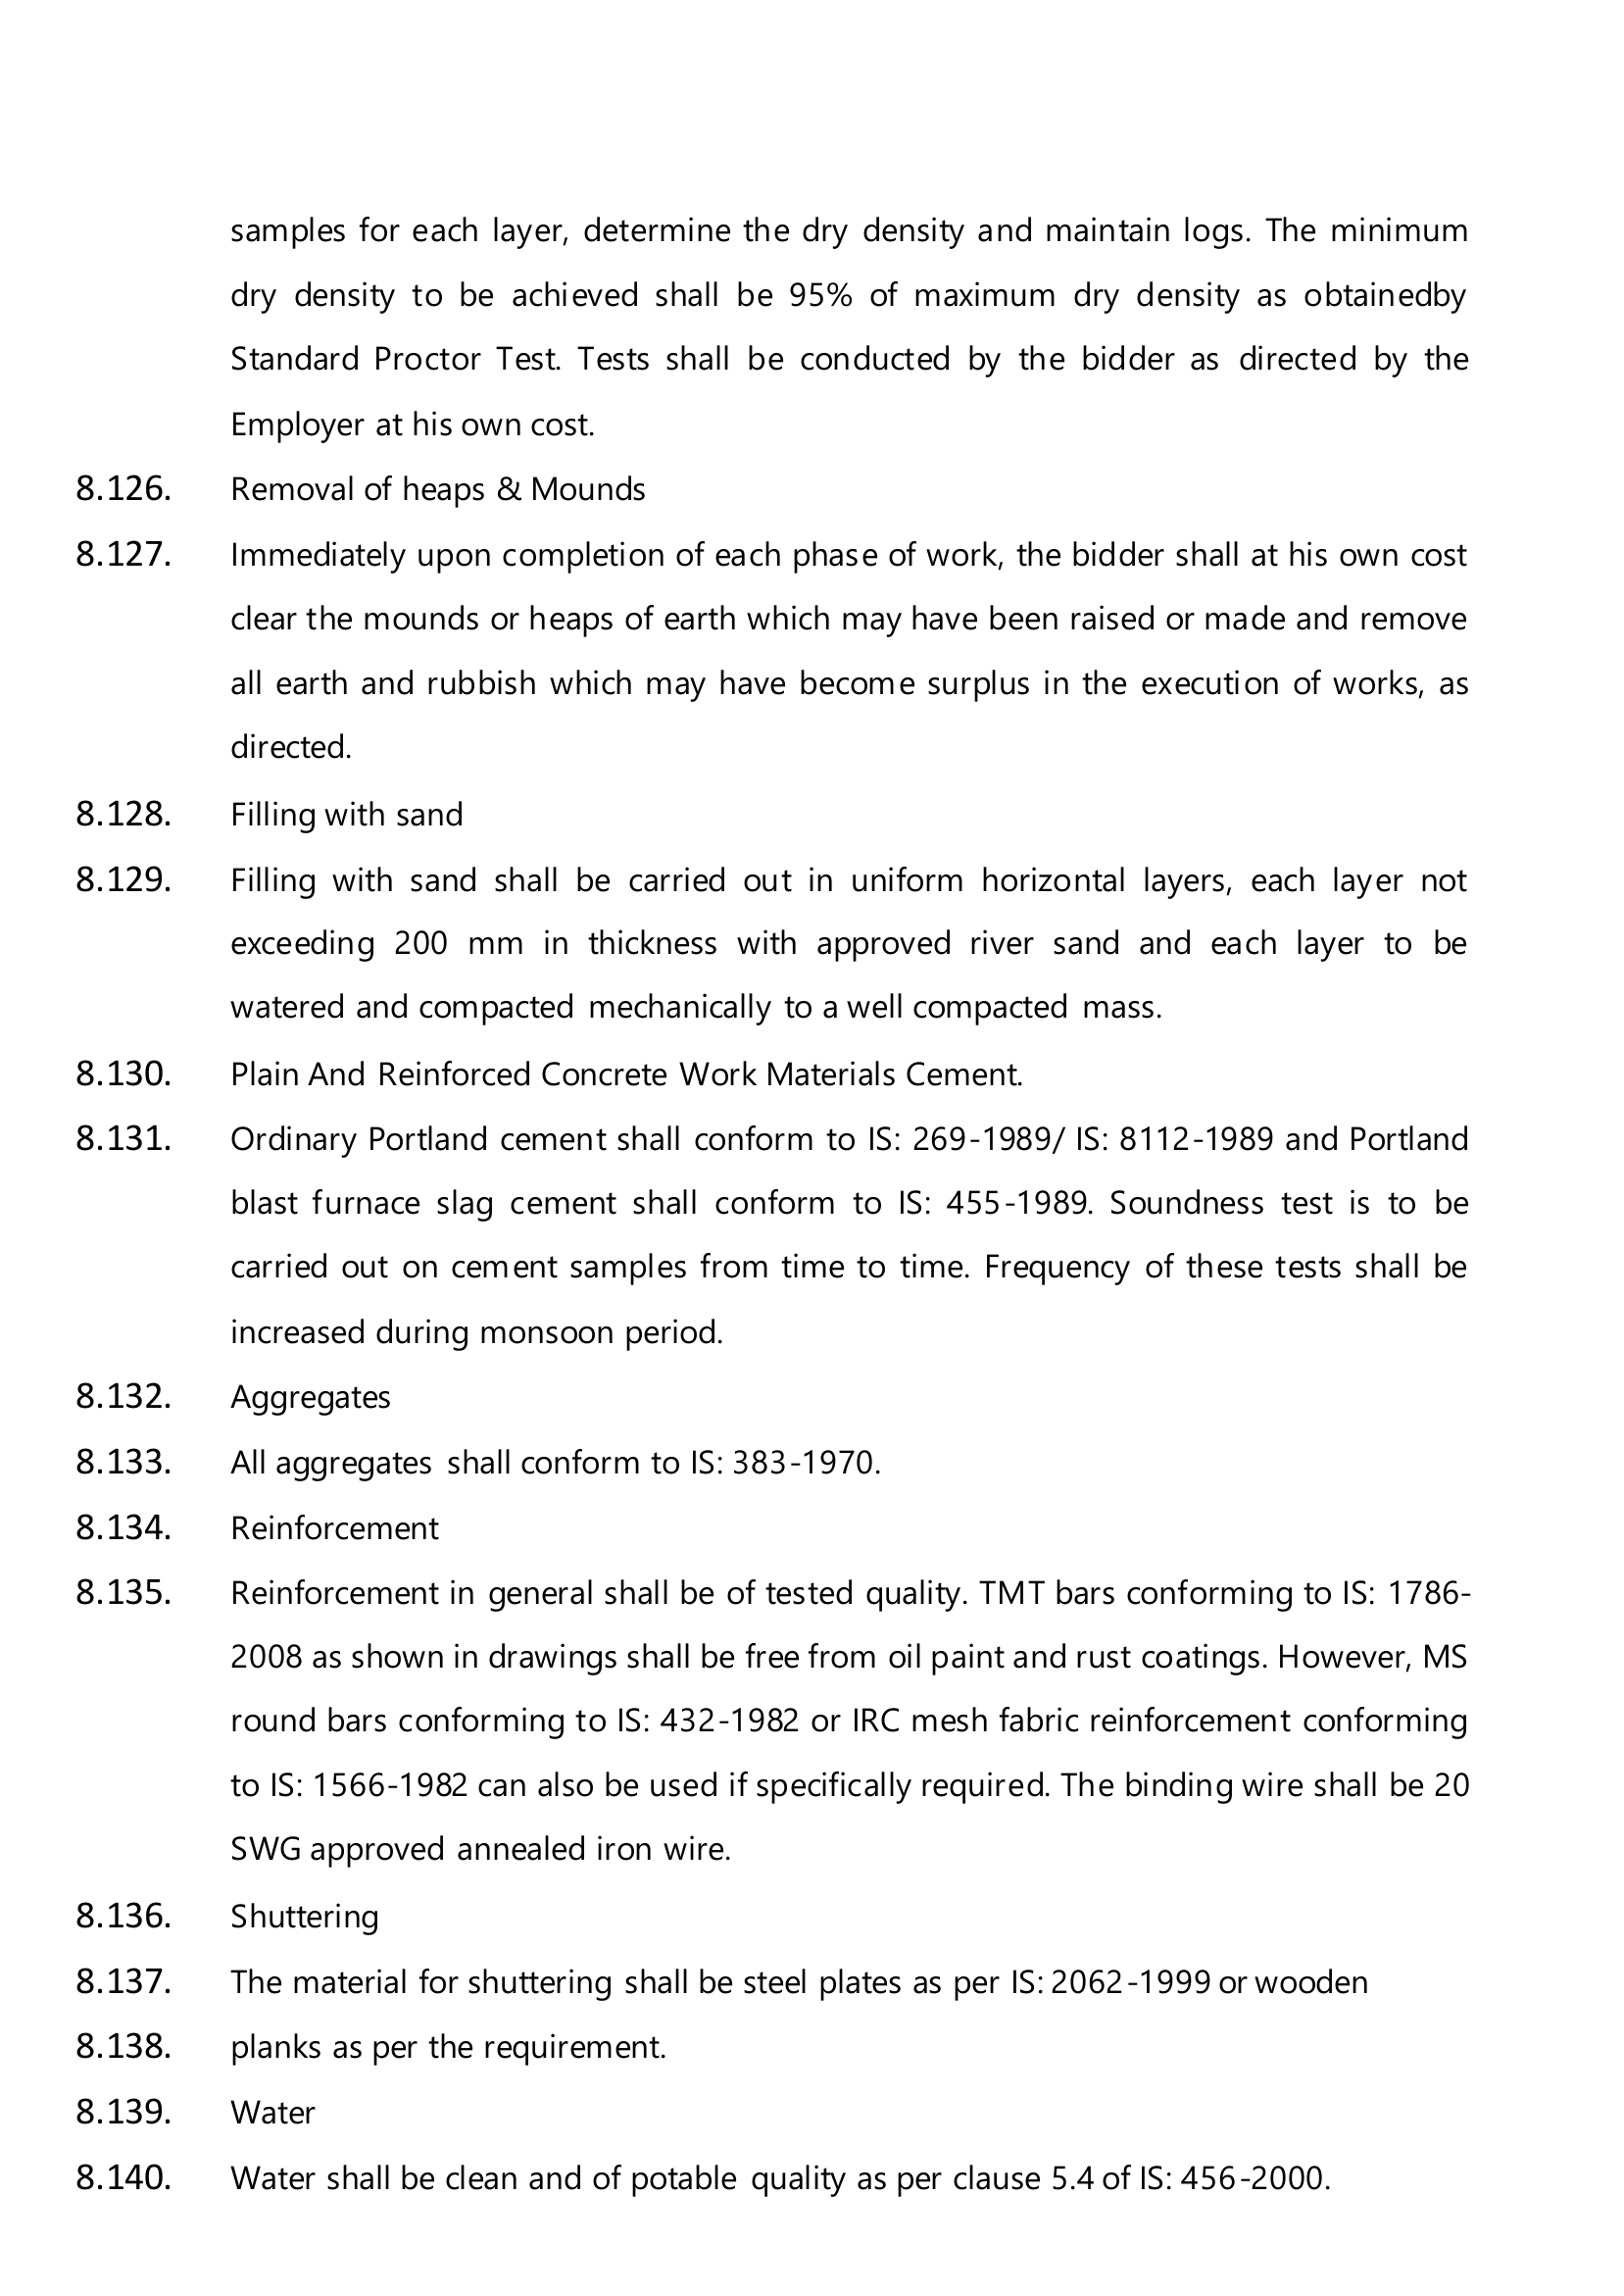 samples for each layer, determine the dry density and maintain logs. The minimum
dry density to be achieved shall be 95% of maximum dry density as obtainedby
Standard Proctor Test. Tests shall be conducted by the bidder as directed by the
Employer at his own cost.
8.126. Removal of heaps & Mounds
8.127. Immediately upon completion of each phase of work, the bidder shall at his own cost
clear the mounds or heaps of earth which may have been raised or made and remove
all earth and rubbish which may have become surplus in the execution of works, as
directed.
8.128. Filling with sand
8.129. Filling with sand shall be carried out in uniform horizontal layers, each layer not
exceeding 200 mm in thickness with approved river sand and each layer to be
watered and compacted mechanically to a well compacted mass.
8.130. Plain And Reinforced Concrete Work Materials Cement.
8.131. Ordinary Portland cement shall conform to IS: 269-1989/ IS: 8112-1989 and Portland
blast furnace slag cement shall conform to IS: 455-1989. Soundness test is to be
carried out on cement samples from time to time. Frequency of these tests shall be
increased during monsoon period.
8.132. Aggregates
8.133. All aggregates shall conform to IS: 383-1970.
8.134. Reinforcement
8.135. Reinforcement in general shall be of tested quality. TMT bars conforming to IS: 1786-
2008 as shown in drawings shall be free from oil paint and rust coatings. However, MS
round bars conforming to IS: 432-1982 or IRC mesh fabric reinforcement conforming
to IS: 1566-1982 can also be used if specifically required. The binding wire shall be 20
SWG approved annealed iron wire.
8.136. Shuttering
8.137. The material for shuttering shall be steel plates as per IS: 2062-1999 or wooden
8.138. planks as per the requirement.
8.139. Water
8.140. Water shall be clean and of potable quality as per clause 5.4 of IS: 456-2000.